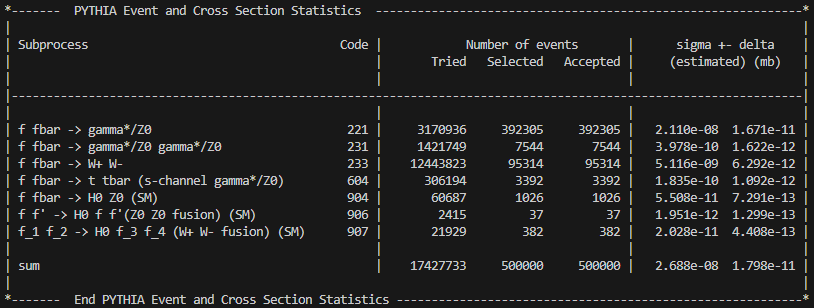 *------- PYTHIA Event and Cross Section Statistics -------------------------------------------------------------*
| |
| Subprocess Code | Number of events | sigma +- delta |
| | Tried Selected Accepted | (estimated) (mb) |
| | | |
|--------------------------------------------------------------------------------------------------------------|
| | | |
| f fbar -> gamma*/Z0 221 | 3170936 392305 392305 | 2.110e-08 1.671e-11 |
| f fbar -> gamma*/Z0 gamma*/Z0 231 | 1421749 7544 7544 | 3.978e-10 1.622e-12 |
| f fbar -> W+ W- 233 | 12443823 95314 95314 | 5.116e-09 6.292e-12 |
| f fbar -> t tbar (s-channel gamma*/Z0) 604 | 306194 3392 3392 | 1.835e-10 1.092e-12 |
| f fbar -> H0 Z0 (SM) 904 | 60687 1026 1026 | 5.508e-11 7.291e-13 |
| f f' -> H0 f f'(Z0 Z0 fusion) (SM) 906 | 2415 37 37 | 1.951e-12 1.299e-13 |
| f_1 f_2 -> H0 f_3 f_4 (W+ W- fusion) (SM) 907 | 21929 382 382 | 2.028e-11 4.408e-13 |
| | | |
| sum | 17427733 500000 500000 | 2.688e-08 1.798e-11 |
| |
*------- End PYTHIA Event and Cross Section Statistics ----------------------------------------------------------*